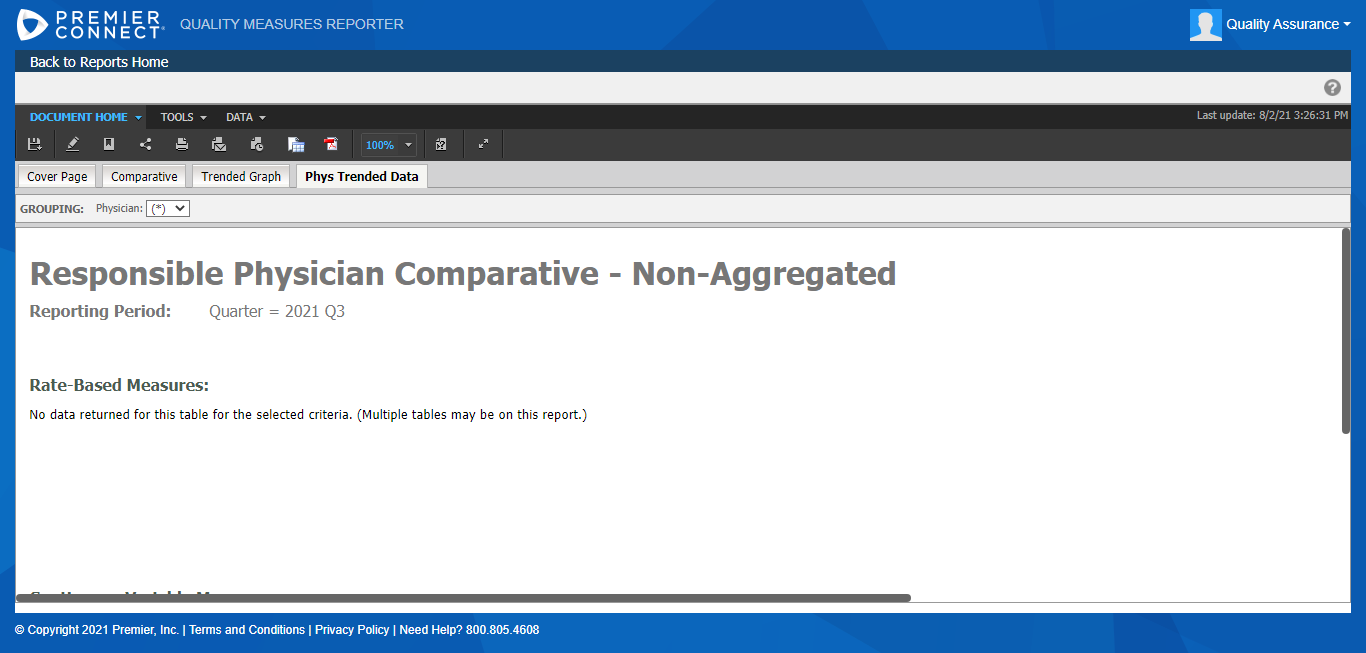 PREMIER
CONNECT
QUALITY MEASURES REPORTER
Quality Assurance
Back to Reports Home
DOCUMENT HOME TOOLS DATA
Last update: 8/2/21 3:26:31 PM
100%
Cover Page Comparative Trended Graph Phys Trended Data
GROUPING: Physician: (*)
Responsible Physician Comparative - Non-Aggregated
Reporting Period: Quarter = 2021 Q3
Rate-Based Measures:
No data returned for this table for the selected criteria. (Multiple tables may be on this report.)
© Copyright 2021 Premier, Inc. | Terms and Conditions | Privacy Policy | Need Help? 800.805.4608